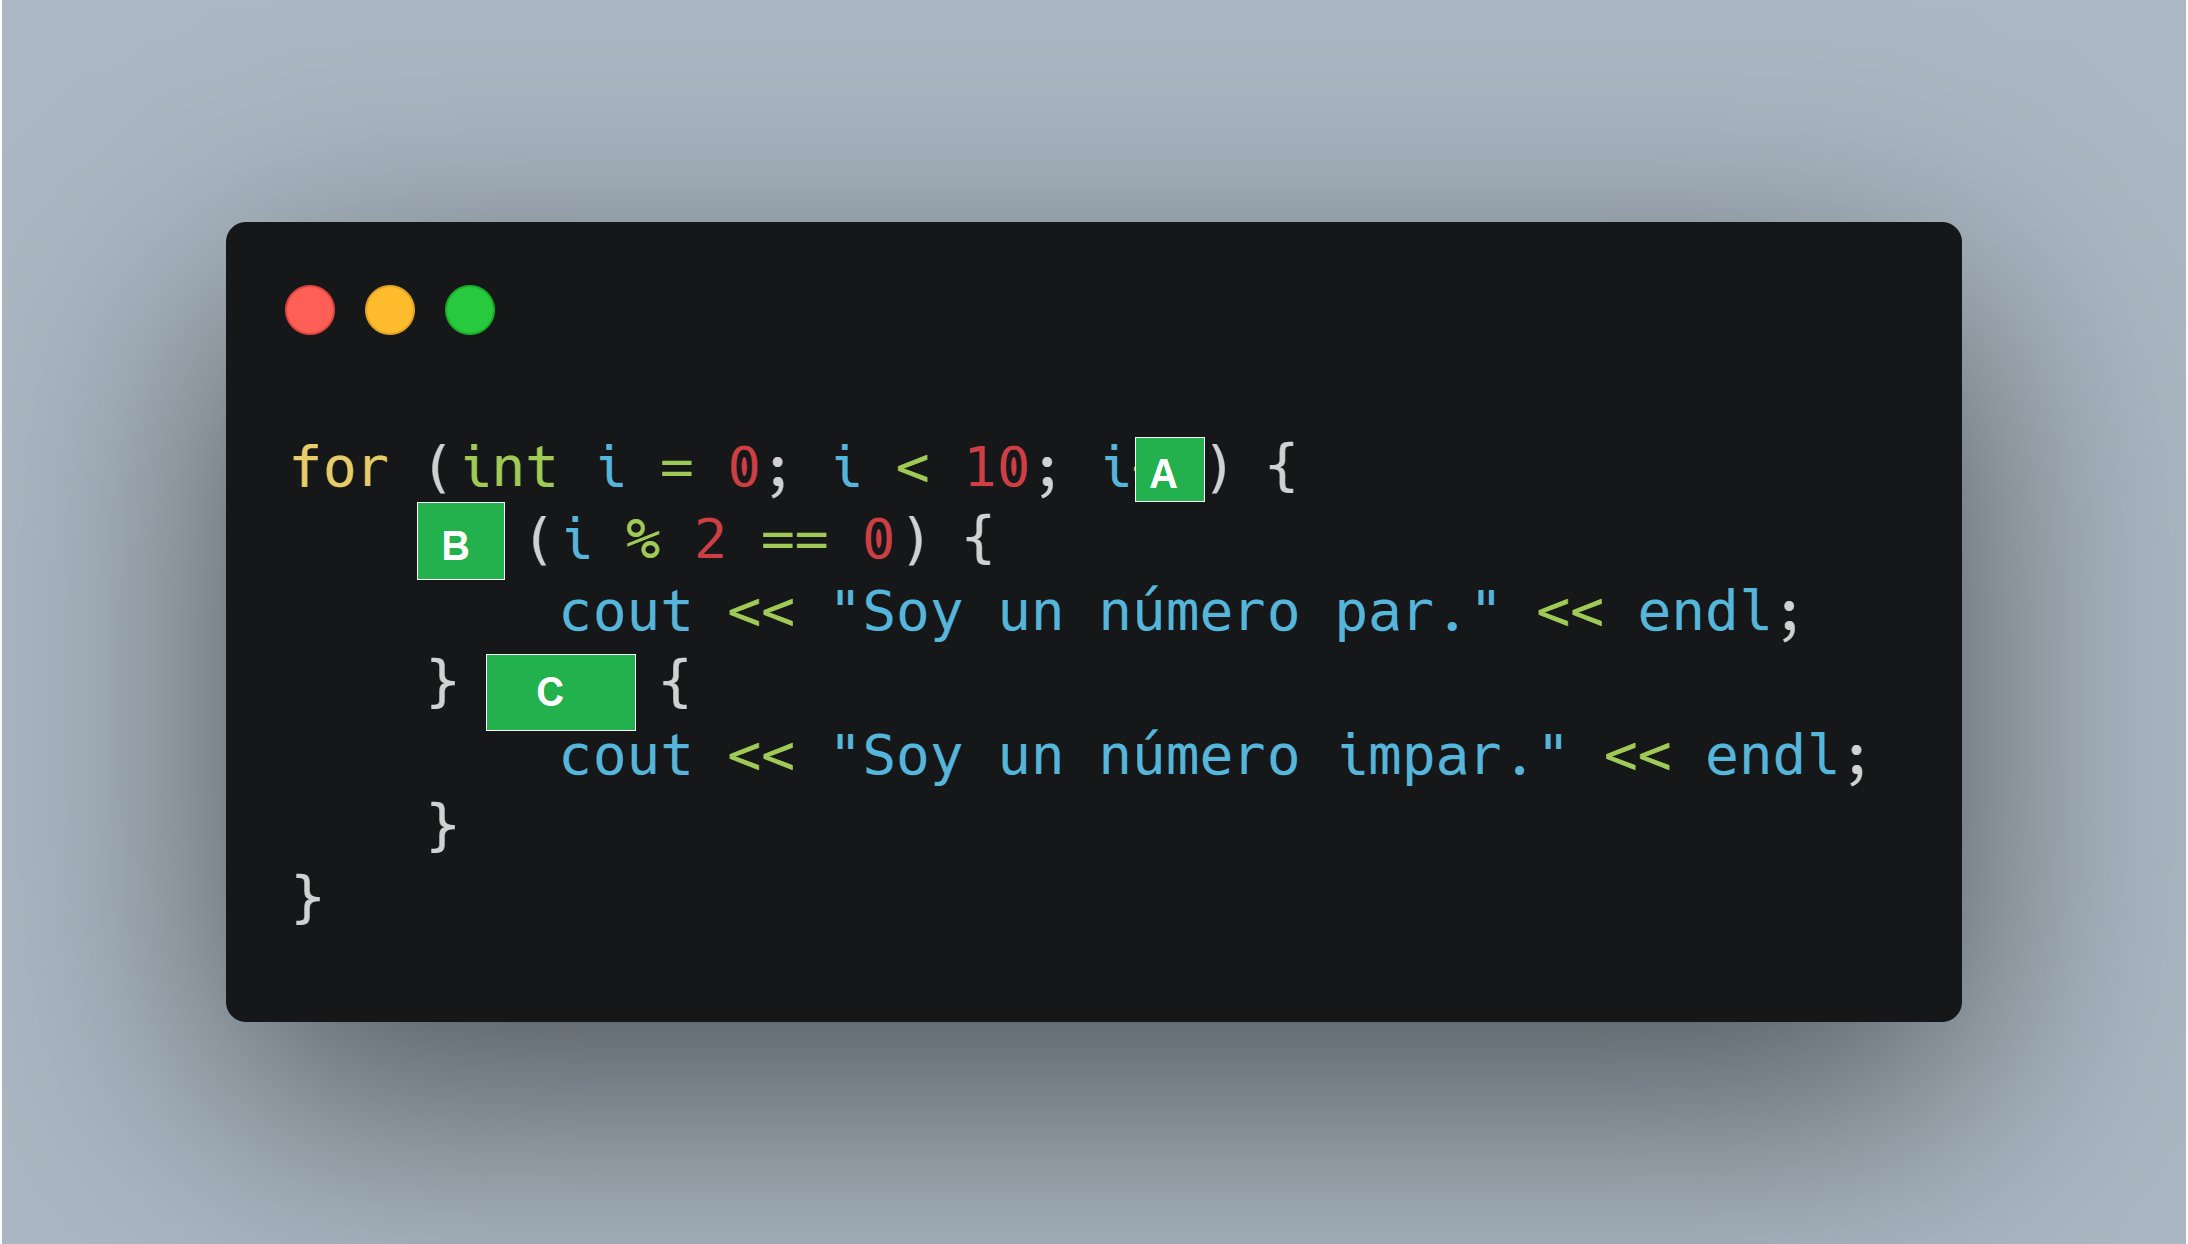 for (int i = 0; i < 10; i A ) {
B (i % 2 == 0) {
cout << "Soy un número par." << endl;
} C {
cout << "Soy un número impar." << endl;
}
}